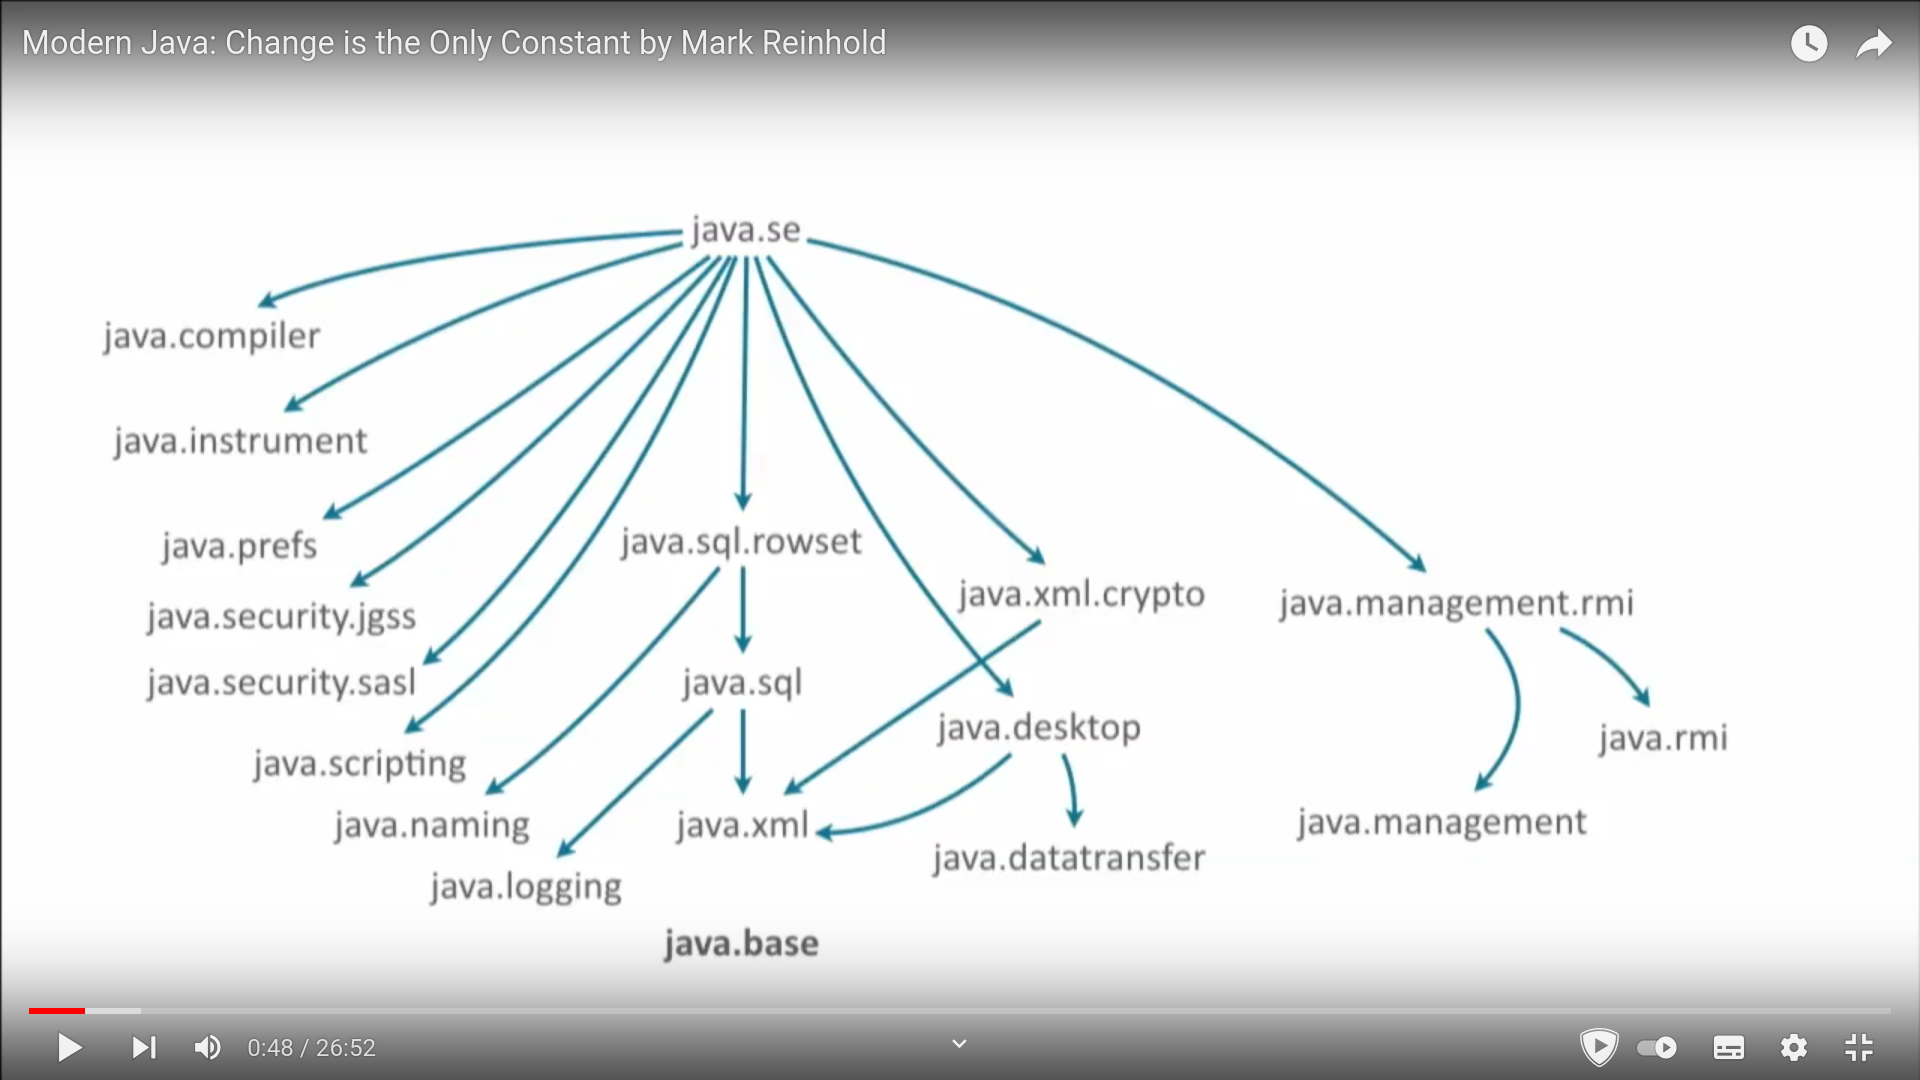 Modern Java: Change is the Only Constant by Mark Reinhold
java.se
java.compiler
java.instrument
java.prefs
java.sql.rowset
java.xml.crypto
java.management.rmi
java.security.jgss
java.security.sasl
java.sql
java.desktop
java.rmi
java.scripting
java.naming
java.xml
java.management
java.datatransfer
java.logging
java.base
0:48 / 26:52